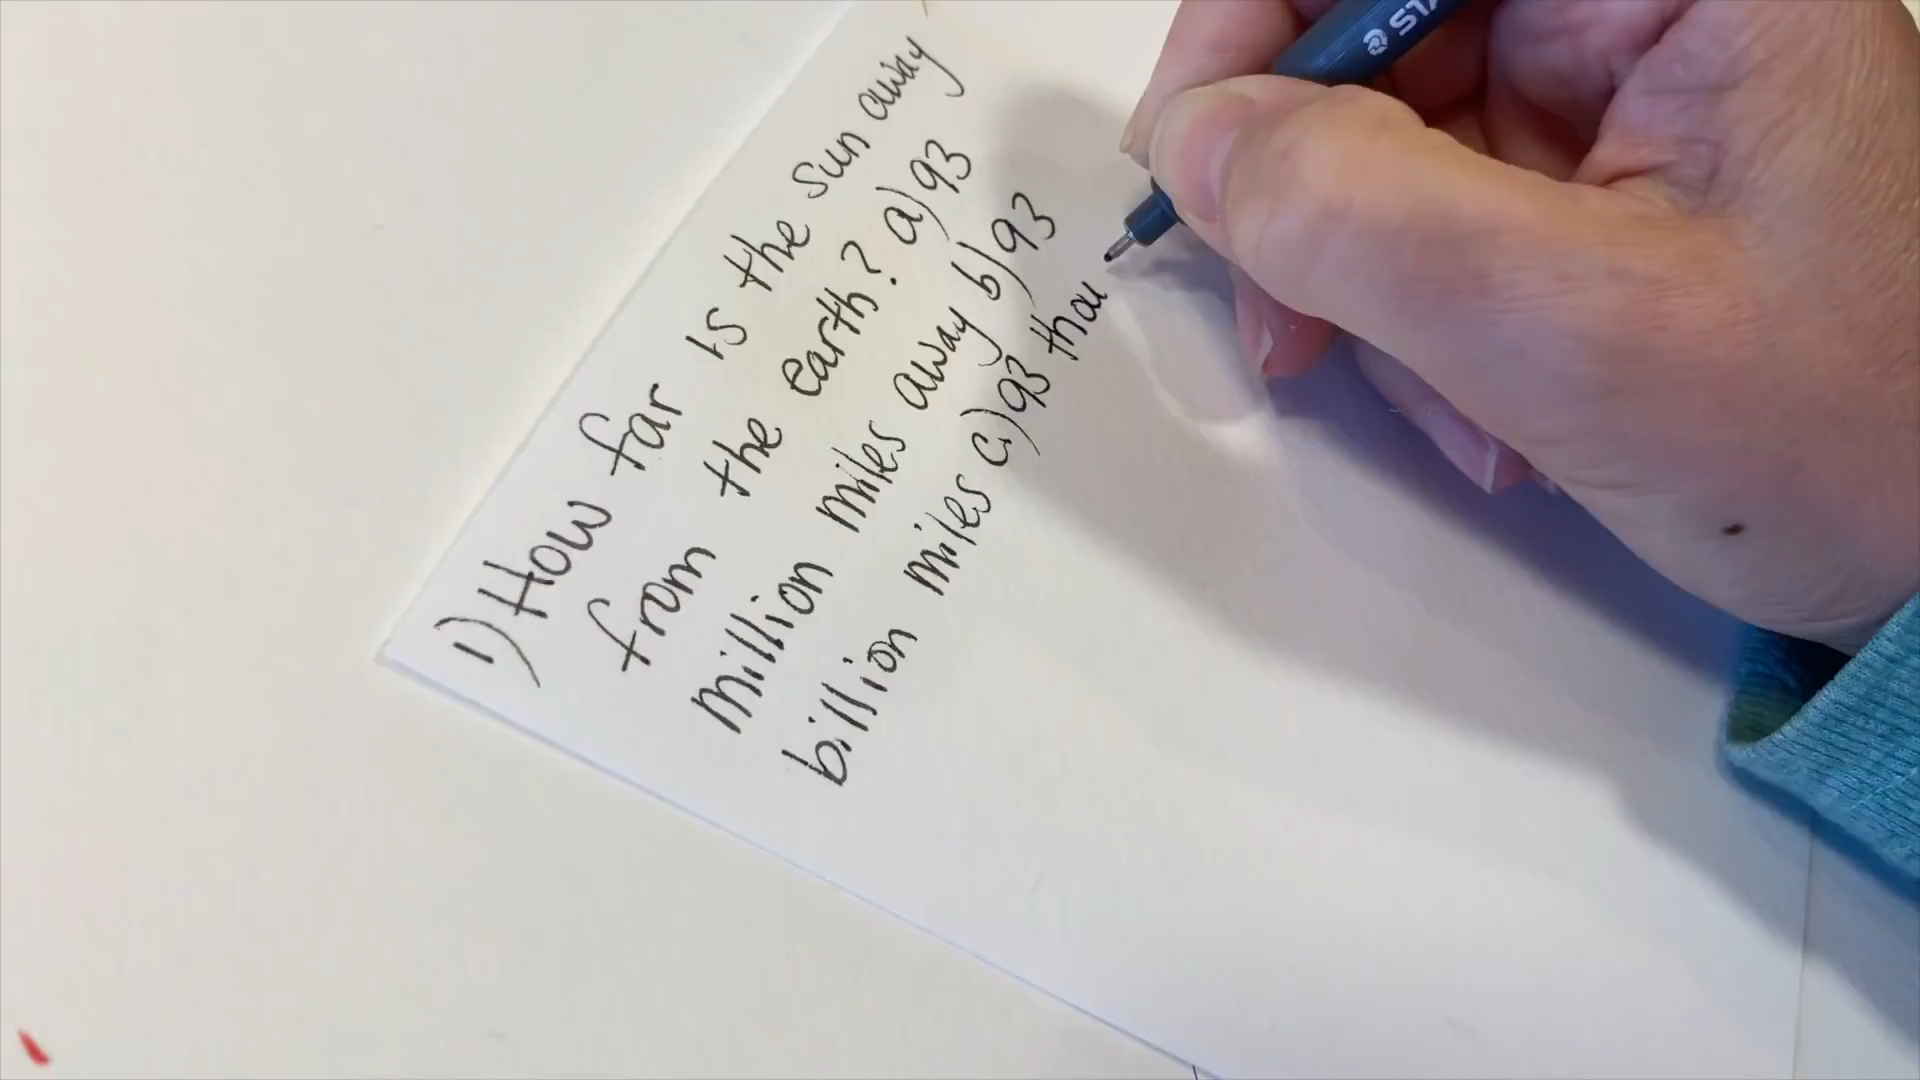 1) How far is the sun away
from the earth? a) 93
million miles away b) 93
billion miles c) 93 thou
STA